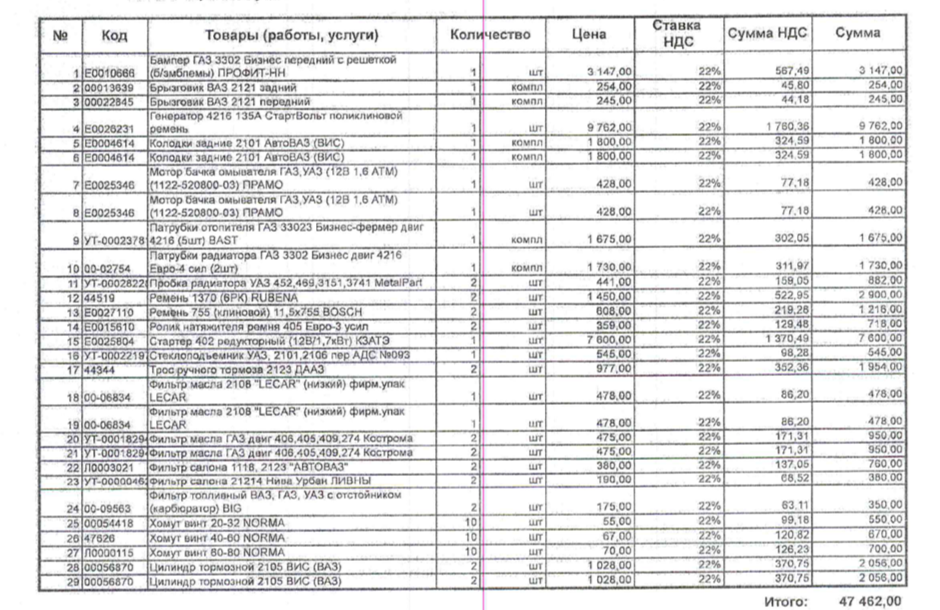 № Код Товары (работы, услуги) Количество Цена Ставка НДС Сумма НДС Сумма
Бампер ГАЗ 3302 Бизнес передний с решеткой
1 E0010666 (б/эмблемы) ПРОФИТ-НН 1 шт 3 147,00 22% 567,49 3 147,00
2 00013639 Брызговик ВАЗ 2121 задний 1 компл 254,00 22% 45,80 254,00
3 00022845 Брызговик ВАЗ 2121 передний 1 компл 245,00 22% 44,18 245,00
Генератор 4216 135А СтартВольт поликлиновой
4 E0026231 ремень 1 шт 9 762,00 22% 1 760,36 9 762,00
5 E0004614 Колодки задние 2101 АвтоВАЗ (ВИС) 1 компл 1 800,00 22% 324,59 1 800,00
6 E0004614 Колодки задние 2101 АвтоВАЗ (ВИС) 1 компл 1 800,00 22% 324,59 1 800,00
Мотор бачка омывателя ГАЗ,УАЗ (12В 1,6 АТМ)
7 E0025346 (1122-520800-03) ПРАМО 1 шт 428,00 22% 77,18 428,00
Мотор бачка омывателя ГАЗ,УАЗ (12В 1,6 АТМ)
8 E0025346 (1122-520800-03) ПРАМО 1 шт 428,00 22% 77,18 428,00
Патрубки отопителя ГАЗ 33023 Бизнес-фермер двиг
9 УТ-0002378 4216 (5шт) BAST 1 компл 1 675,00 22% 302,05 1 675,00
Патрубки радиатора ГАЗ 3302 Бизнес двиг 4216
10 00-02754 Евро-4 сил (2шт) 1 компл 1 730,00 22% 311,97 1 730,00
11 УТ-0002822 Пробка радиатора УАЗ 452,469,3151,3741 MetalPart 2 шт 441,00 22% 159,05 882,00
12 44519 Ремень 1370 (6РК) RUBENA 2 шт 1 450,00 22% 522,95 2 900,00
13 E0027110 Ремень 755 (клиновой) 11,5х755 BOSCH 2 шт 608,00 22% 219,28 1 216,00
14 E0015610 Ролик натяжителя ремня 405 Евро-3 усил 2 шт 359,00 22% 129,48 718,00
15 E0025804 Стартер 402 редукторный (12В/1,7кВт) КЗАТЭ 1 шт 7 600,00 22% 1 370,49 7 600,00
16 УТ-0002219 Стеклоподъемник УАЗ, 2101,2106 пер АДС №093 1 шт 545,00 22% 98,28 545,00
17 44344 Трос ручного тормоза 2123 ДААЗ 2 шт 977,00 22% 352,36 1 954,00
Фильтр масла 2108 "LECAR" (низкий) фирм.упак
18 00-06834 LECAR 1 шт 478,00 22% 86,20 478,00
Фильтр масла 2108 "LECAR" (низкий) фирм.упак
19 00-06834 LECAR 1 шт 478,00 22% 86,20 478,00
20 УТ-0001829 Фильтр масла ГАЗ двиг 406,405,409,274 Кострома 2 шт 475,00 22% 171,31 950,00
21 УТ-0001829 Фильтр масла ГАЗ двиг 406,405,409,274 Кострома 2 шт 475,00 22% 171,31 950,00
22 Л0003021 Фильтр салона 1118, 2123 "АВТОВАЗ" 2 шт 380,00 22% 137,05 760,00
23 УТ-0000046 Фильтр салона 21214 Нива Урбан ЛИВНЫ 2 шт 190,00 22% 68,52 380,00
Фильтр топливный ВАЗ, ГАЗ, УАЗ с отстойником
24 00-09563 (карбюратор) BIG 2 шт 175,00 22% 63,11 350,00
25 00054418 Хомут винт 20-32 NORMA 10 шт 55,00 22% 99,18 550,00
26 47626 Хомут винт 40-60 NORMA 10 шт 67,00 22% 120,82 670,00
27 Л0000115 Хомут винт 60-80 NORMA 10 шт 70,00 22% 126,23 700,00
28 00056870 Цилиндр тормозной 2105 ВИС (ВАЗ) 2 шт 1 028,00 22% 370,75 2 056,00
29 00056870 Цилиндр тормозной 2105 ВИС (ВАЗ) 2 шт 1 028,00 22% 370,75 2 056,00
Итого: 47 462,00